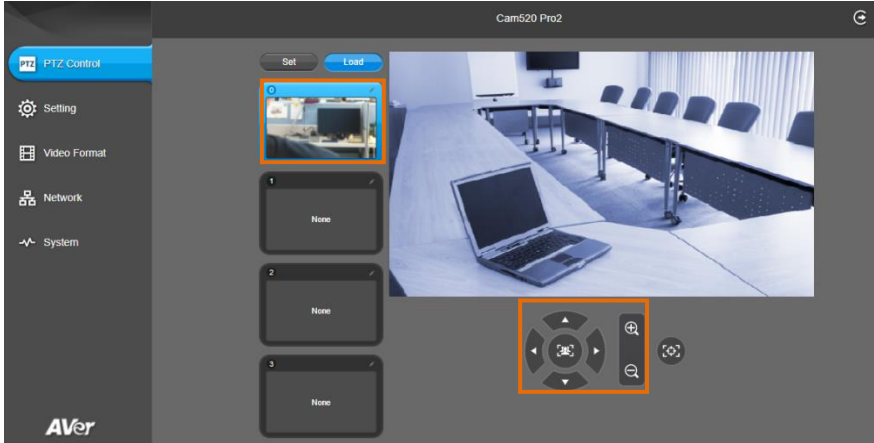 Cam520 Pro2
PTZ PTZ Control
Setting
Video Format
Network
System
AVer
Set Load
0
1
None
2
None
3
None